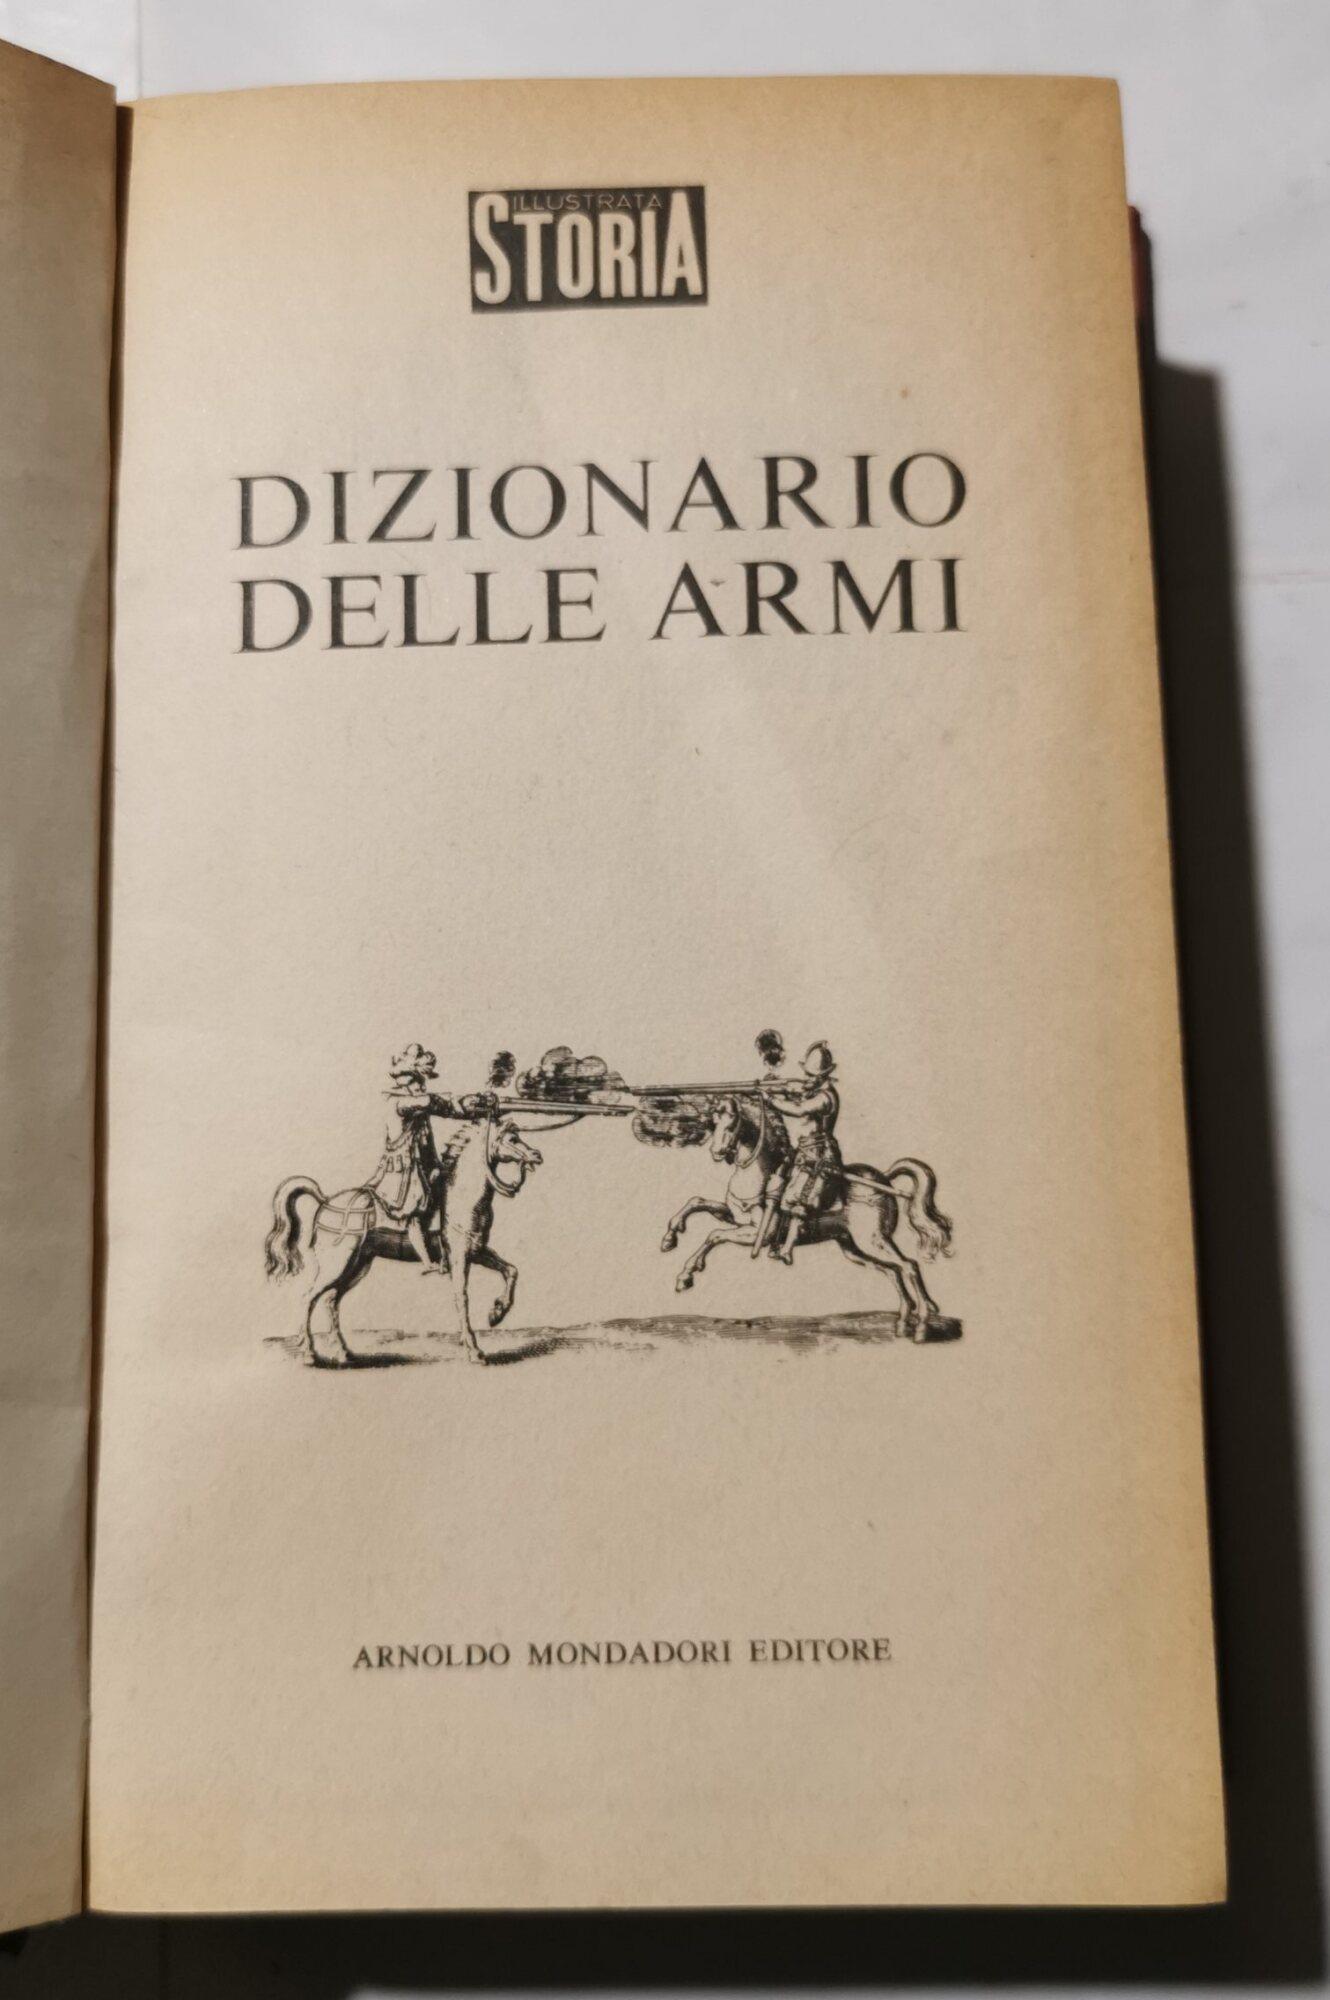 ILLUSTRATA
STORIA
DIZIONARIO
DELLE ARMI
ARNOLDO MONDADORI EDITORE